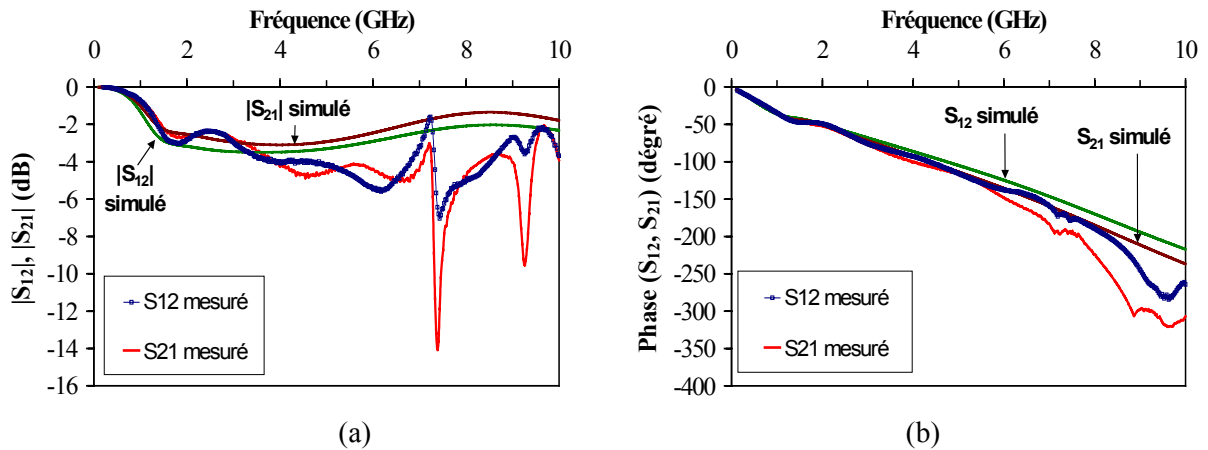 Fréquence (GHz)
0 2 4 6 8 10
0
-2
-4
-6
-8
-10
-12
-14
-16
|S12|, |S21| (dB)
|S21| simulé
|S12|
simulé
S12 mesuré
S21 mesuré
(a)
Fréquence (GHz)
0 2 4 6 8 10
0
-50
-100
-150
-200
-250
-300
-350
-400
Phase (S12, S21) (dégré)
S12 simulé
S21 simulé
S12 mesuré
S21 mesuré
(b)